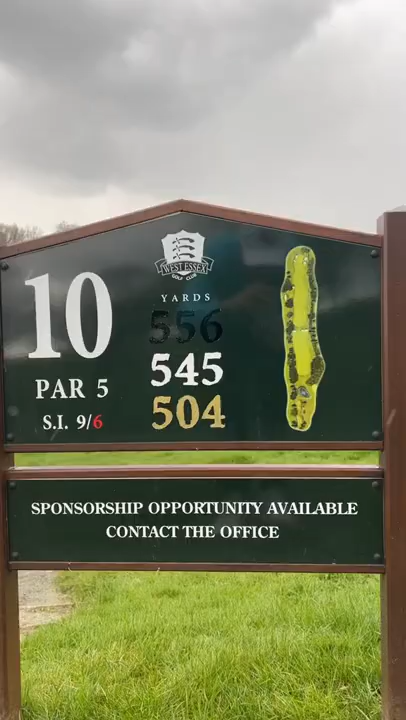 WEST ESSEX
GOLF CLUB
10
PAR 5
S.I. 9/6
YARDS
556
545
504
SPONSORSHIP OPPORTUNITY AVAILABLE
CONTACT THE OFFICE